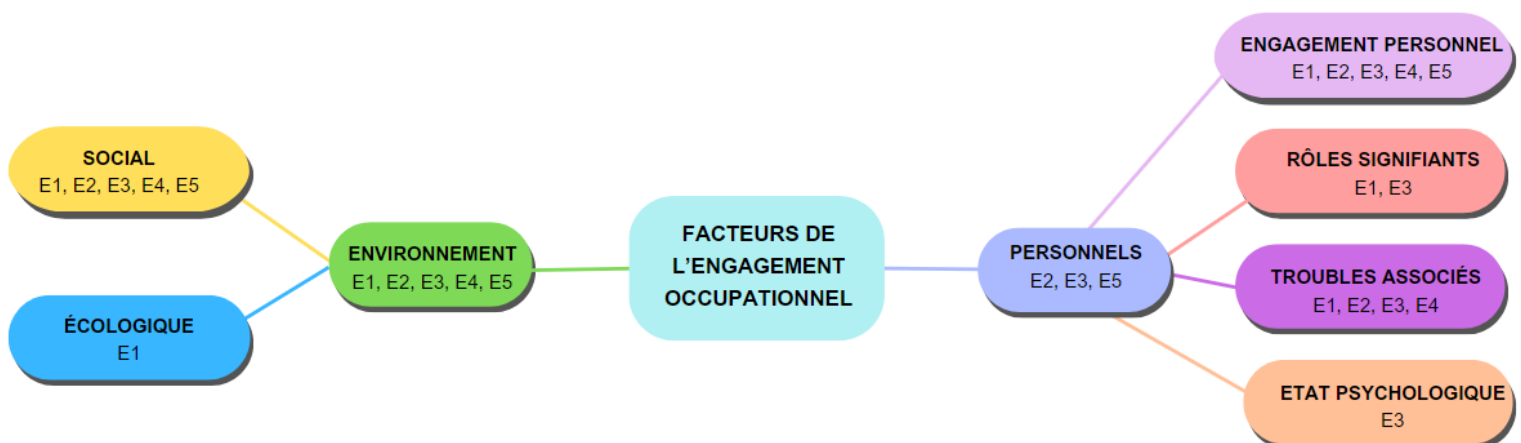 SOCIAL
E1, E2, E3, E4, E5
ÉCOLOGIQUE
E1
ENVIRONNEMENT
E1, E2, E3, E4, E5
FACTEURS DE
L'ENGAGEMENT
OCCUPATIONNEL
PERSONNELS
E2, E3, E5
ENGAGEMENT PERSONNEL
E1, E2, E3, E4, E5
RÔLES SIGNIFIANTS
E1, E3
TROUBLES ASSOCIÉS
E1, E2, E3, E4
ETAT PSYCHOLOGIQUE
E3